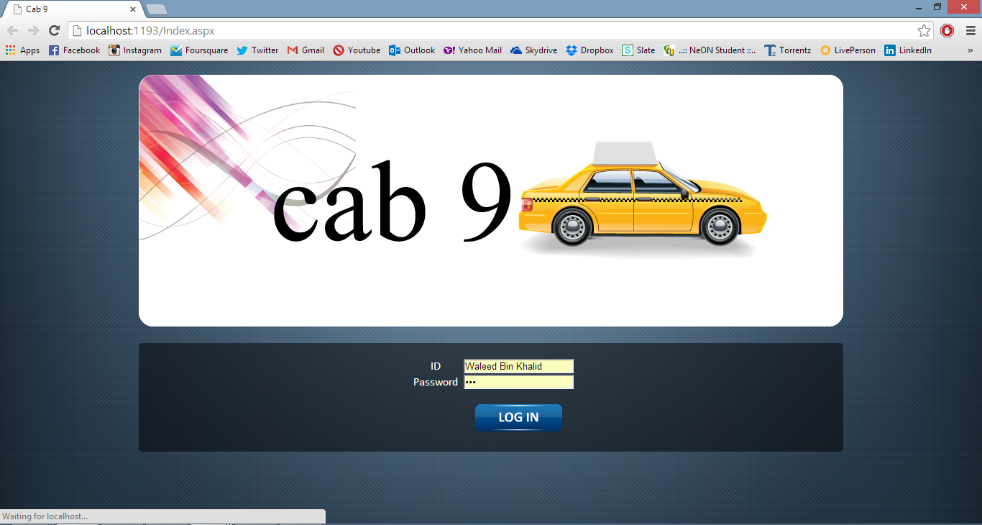 Cab 9
localhost:1193/Index.aspx
Apps Facebook Instagram Foursquare Twitter Gmail Youtube Outlook Yahoo Mail Skydrive Dropbox Slate ..:: NeON Student ::.. Torrentz LivePerson LinkedIn »
cab 9
ID Waleed Bin Khalid
Password •••
LOG IN
Waiting for localhost...